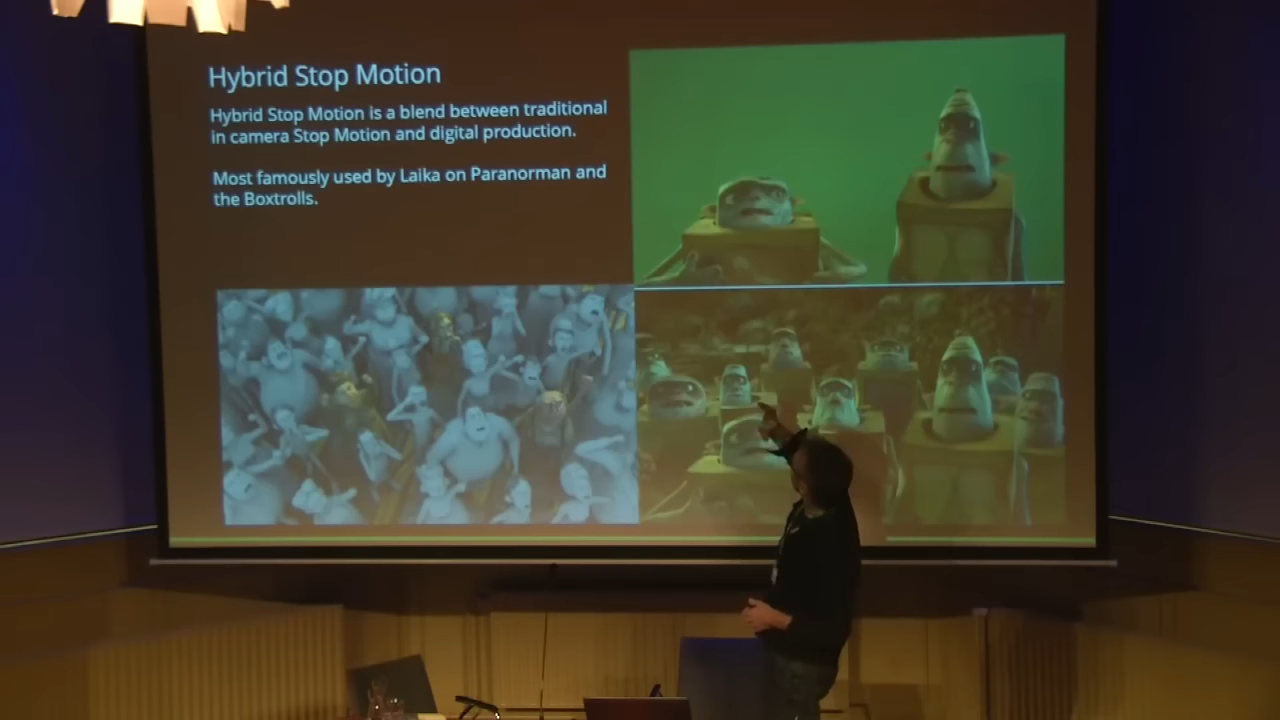 Hybrid Stop Motion
Hybrid Stop Motion is a blend between traditional
in camera Stop Motion and digital production.
Most famously used by Laika on Paranorman and
the Boxtrolls.